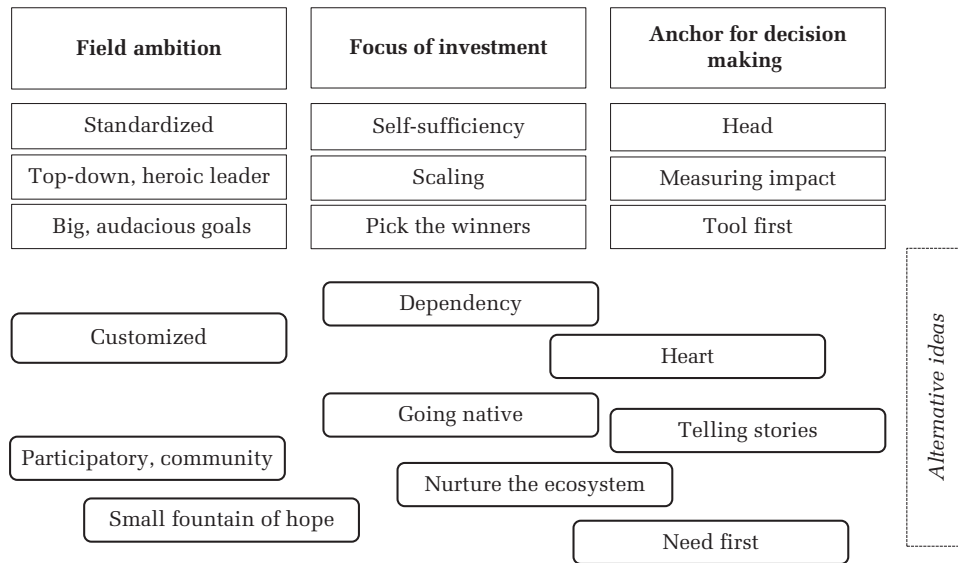 Field ambition
Focus of investment
Anchor for decision
making
Standardized
Self-sufficiency
Head
Top-down, heroic leader
Scaling
Measuring impact
Big, audacious goals
Pick the winners
Tool first
Dependency
Customized
Heart
Going native
Telling stories
Participatory, community
Nurture the ecosystem
Small fountain of hope
Need first
Alternative ideas